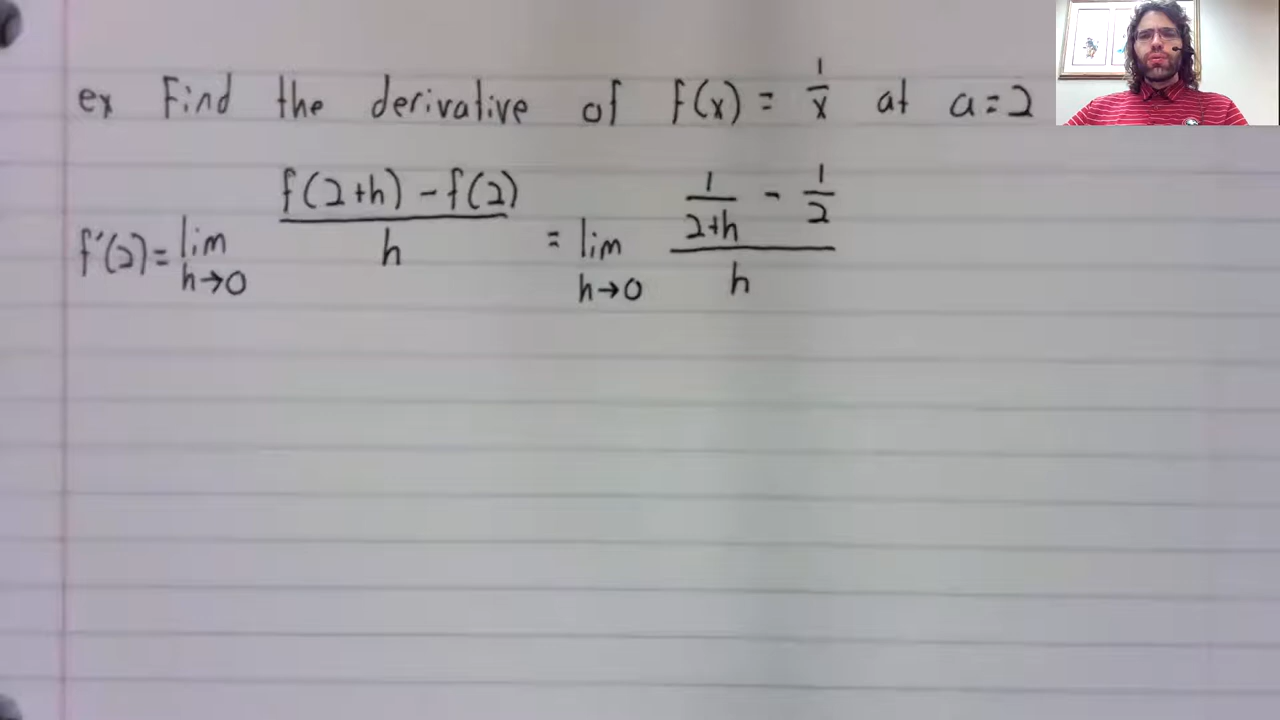 ex Find the derivative of f(x) = 1/x at a=2
f'(2) = lim h→0 (f(2+h) - f(2))/h = lim h→0 (1/(2+h) - 1/2)/h